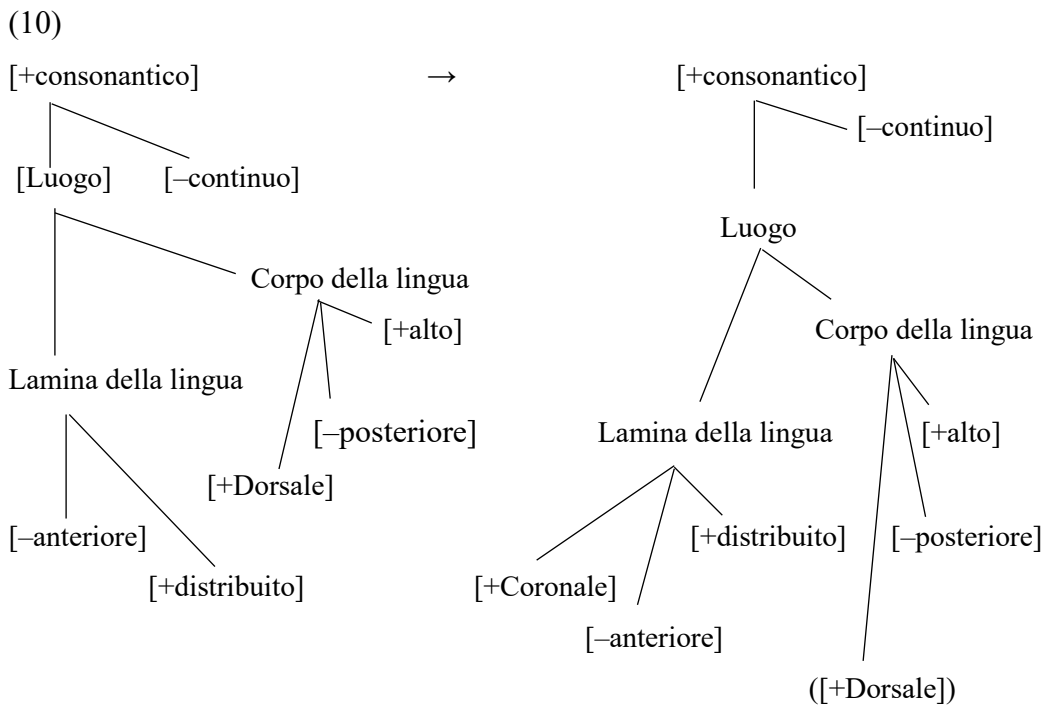 (10)
[+consonantico] → [+consonantico]
[–continuo]
[Luogo] [–continuo]
Luogo
Corpo della lingua
[+alto]
Corpo della lingua
Lamina della lingua
[–posteriore]
Lamina della lingua
[+alto]
[+Dorsale]
[–anteriore]
[+distribuito]
[–posteriore]
[+distribuito]
[+Coronale]
[–anteriore]
([+Dorsale])